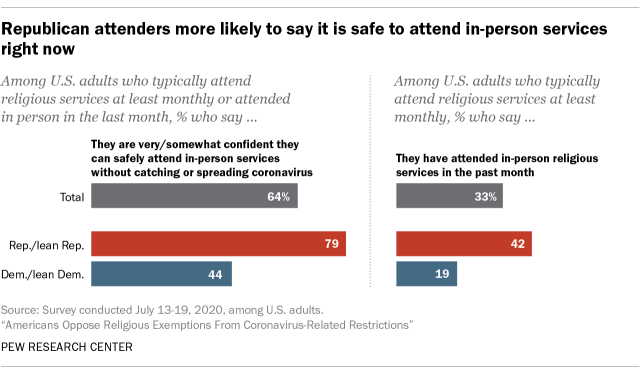 Republican attenders more likely to say it is safe to attend in-person services
right now
Among U.S. adults who typically attend
religious services at least monthly or attended
in person in the last month, % who say ...
They are very/somewhat confident they
can safely attend in-person services
without catching or spreading coronavirus
Total 64%
Rep./lean Rep. 79
Dem./lean Dem. 44
Among U.S. adults who typically
attend religious services at least
monthly, % who say ...
They have attended in-person religious
services in the past month
33%
42
19
Source: Survey conducted July 13-19, 2020, among U.S. adults.
“Americans Oppose Religious Exemptions From Coronavirus-Related Restrictions”
PEW RESEARCH CENTER